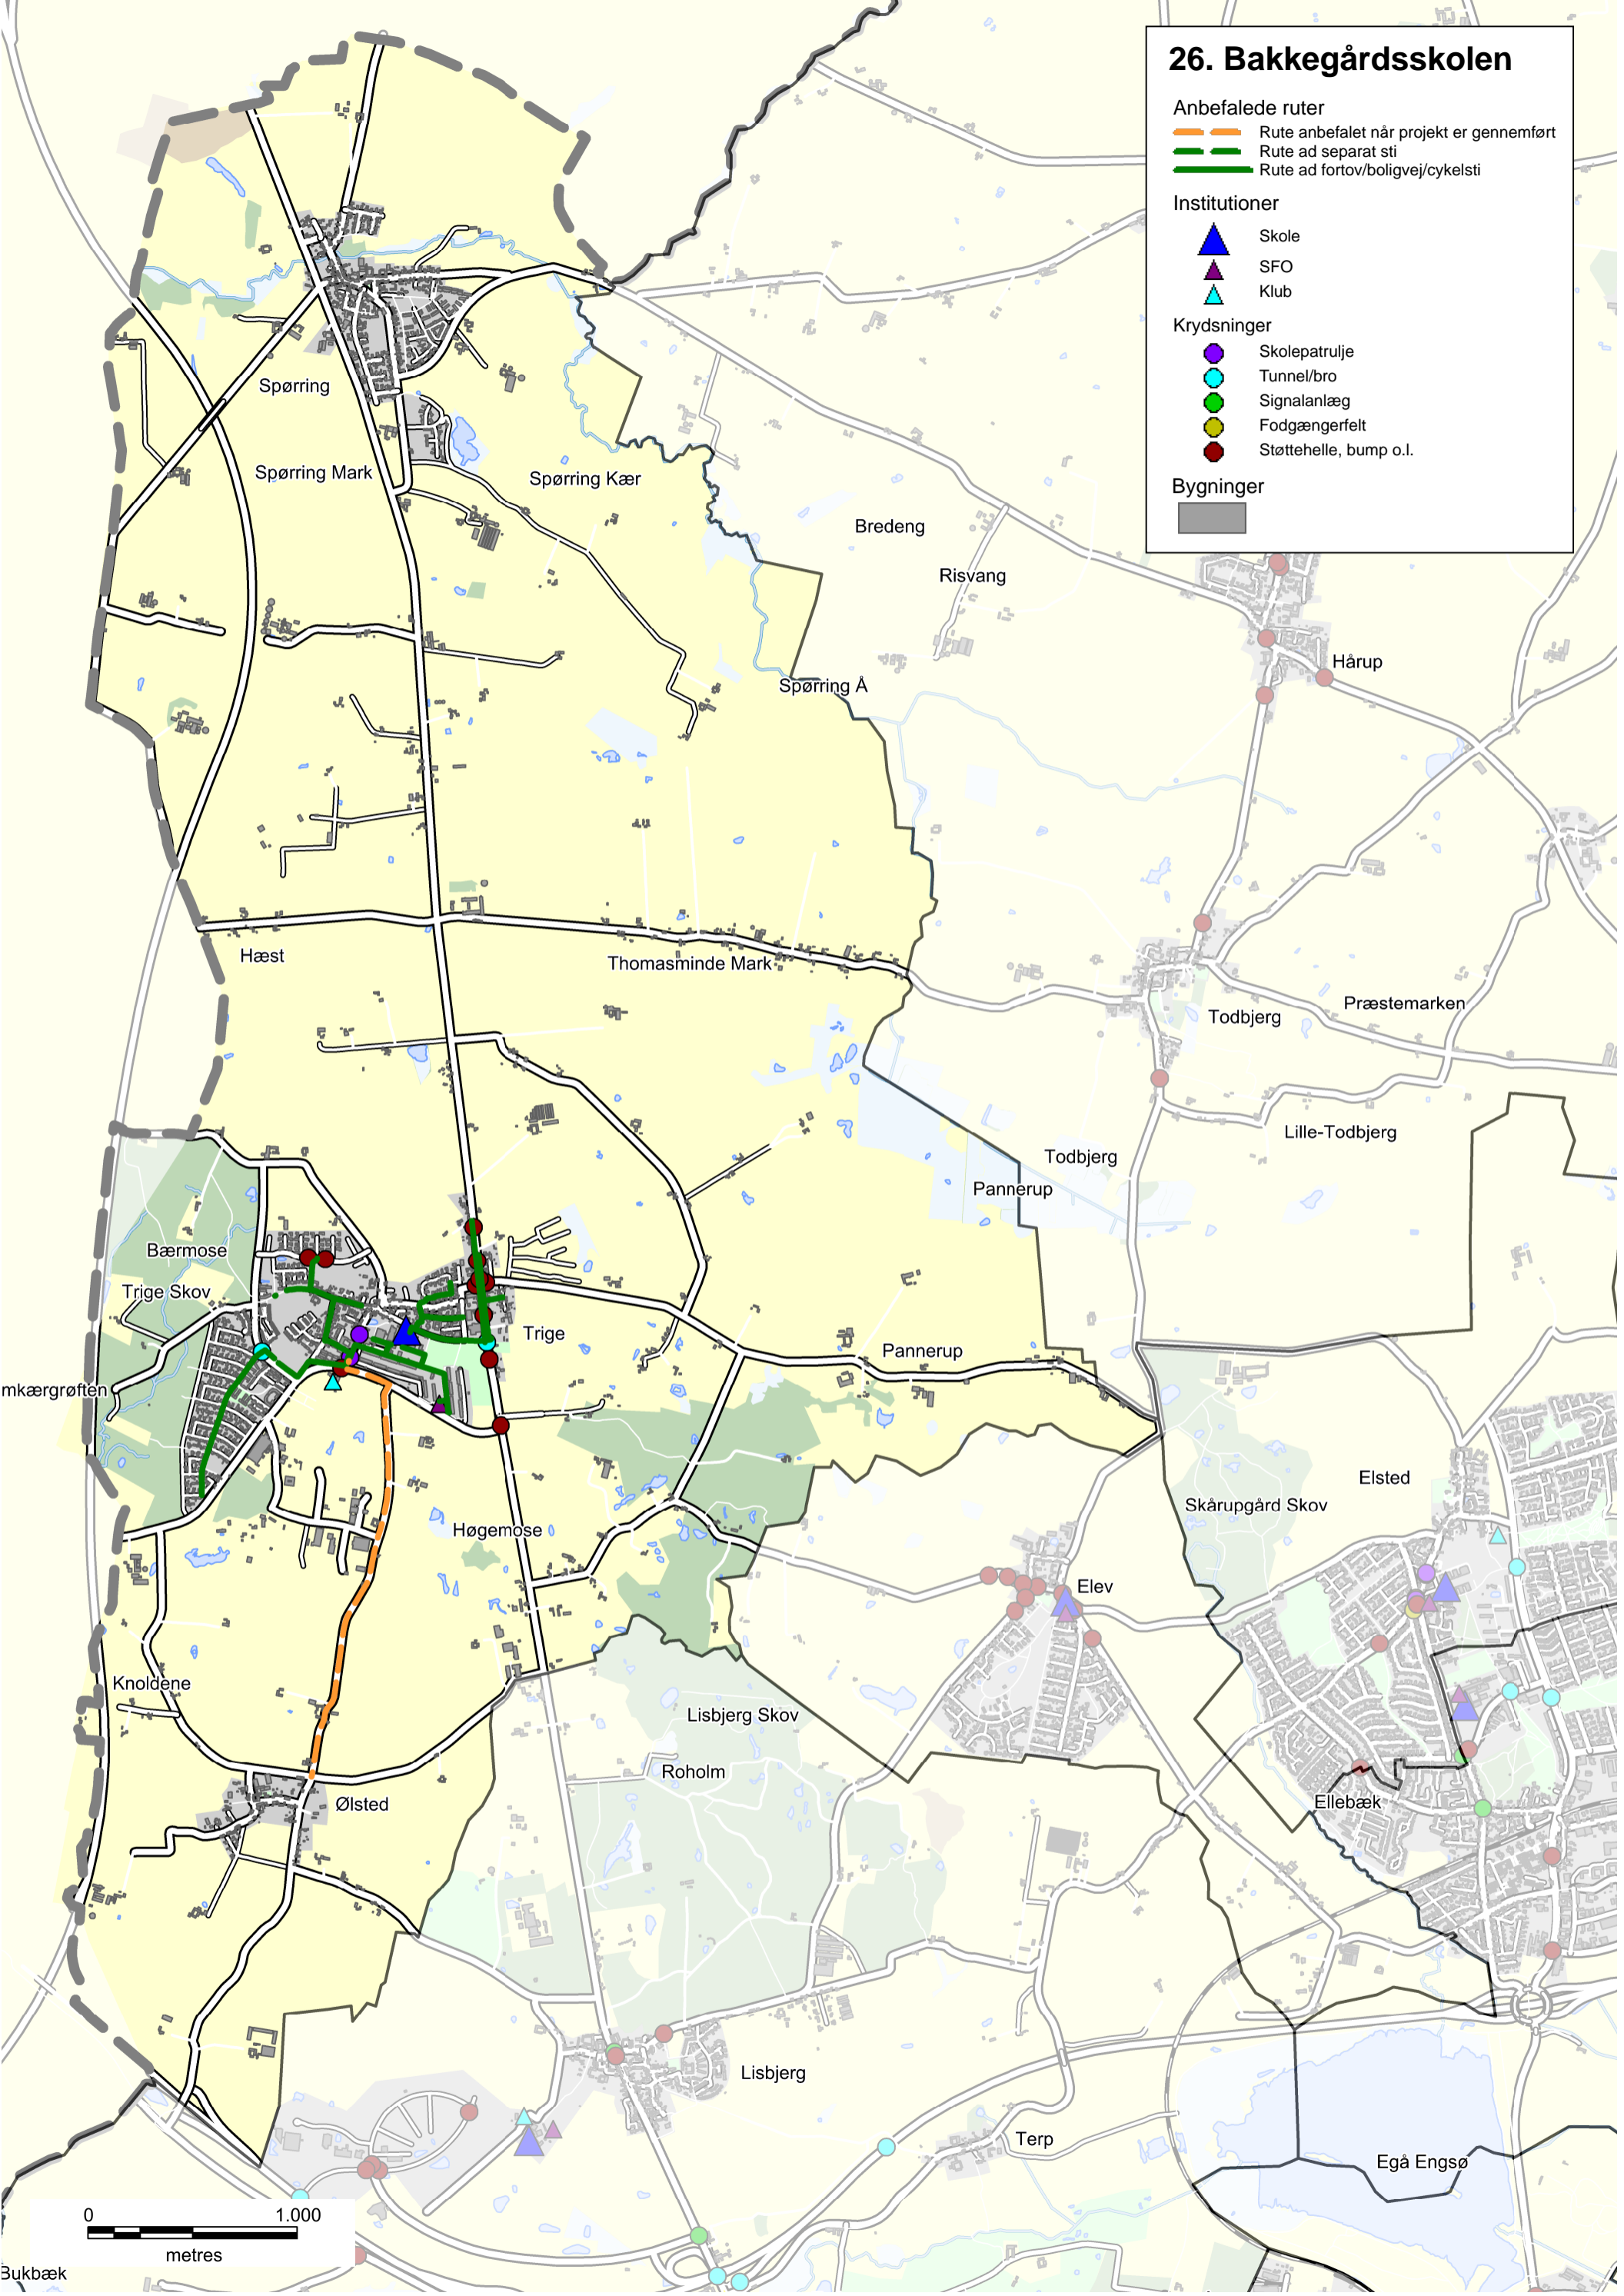 26. Bakkegårdsskolen
Anbefalede ruter
Rute anbefalet når projekt er gennemført
Rute ad separat sti
Rute ad fortov/boligvej/cykelsti
Institutioner
Skole
SFO
Klub
Krydsninger
Skolepatrulje
Tunnel/bro
Signalanlæg
Fodgængerfelt
Støttehelle, bump o.l.
Bygninger
Spørring
Spørring Mark
Spørring Kær
Bredeng
Risvang
Hårup
Spørring Å
Hæst
Thomasminde Mark
Præstemarken
Todbjerg
Lille-Todbjerg
Todbjerg
Pannerup
Bærmose
Trige Skov
Trige
Pannerup
mkærgrøften
Elsted
Skårupgård Skov
Høgemose
Elev
Knoldene
Lisbjerg Skov
Roholm
Ølsted
Ellebæk
Lisbjerg
Terp
Egå Engsø
0 1.000
metres
Bukbæk